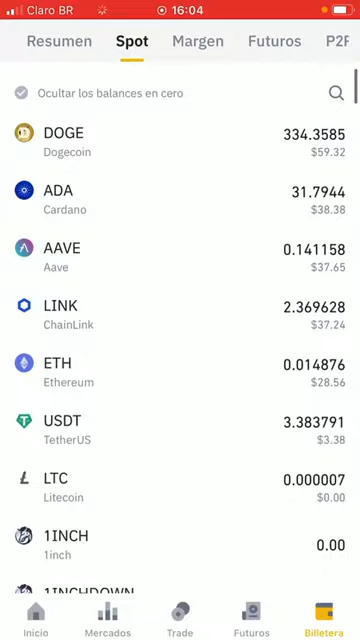 Claro BR 16:04
Resumen Spot Margen Futuros P2P
Ocultar los balances en cero
DOGE 334.3585
Dogecoin $59.32
ADA 31.7944
Cardano $38.38
AAVE 0.141158
Aave $37.65
LINK 2.369628
ChainLink $37.24
ETH 0.014876
Ethereum $28.56
USDT 3.383791
TetherUS $3.38
LTC 0.000007
Litecoin $0.00
1INCH 0.00
1inch
1INCHDOWN
Inicio Mercados Trade Futuros Billetera